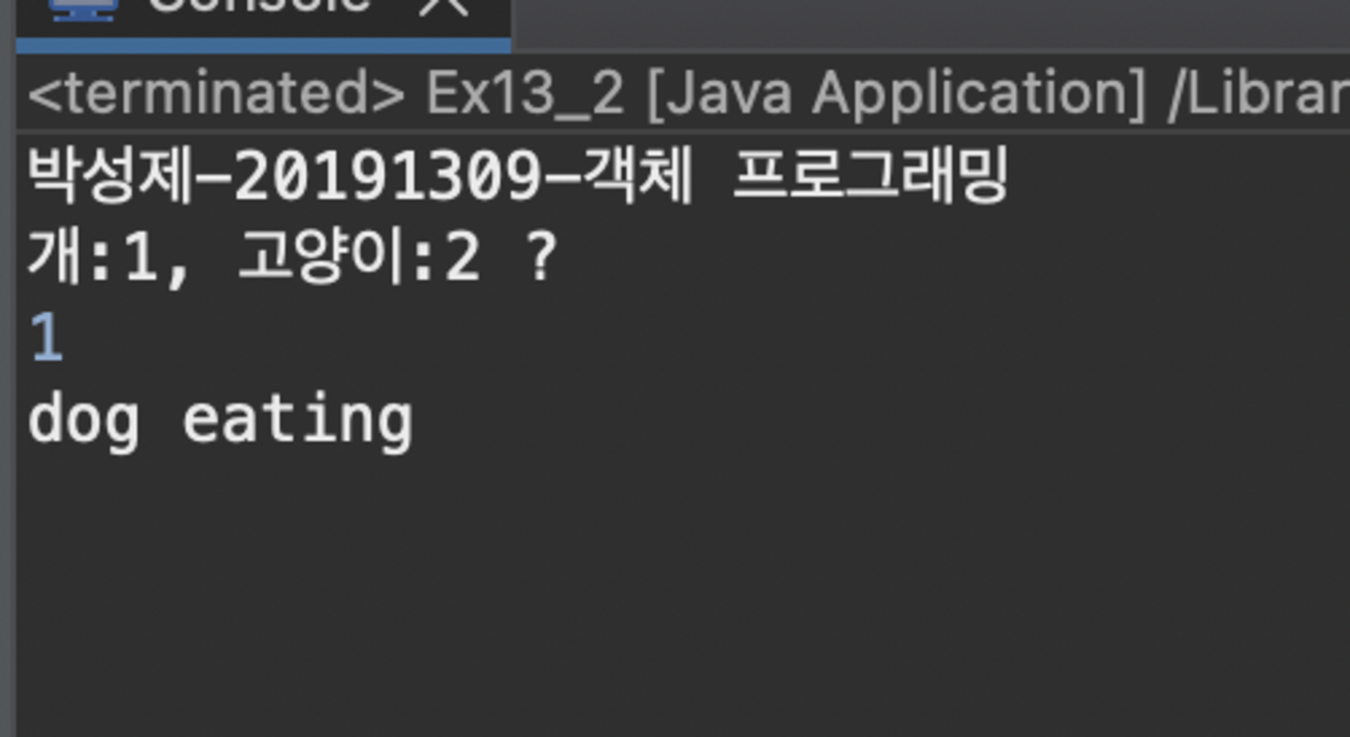 Console
<terminated> Ex13_2 [Java Application] /Librar
박성제-20191309-객체 프로그래밍
개:1, 고양이:2 ?
1
dog eating